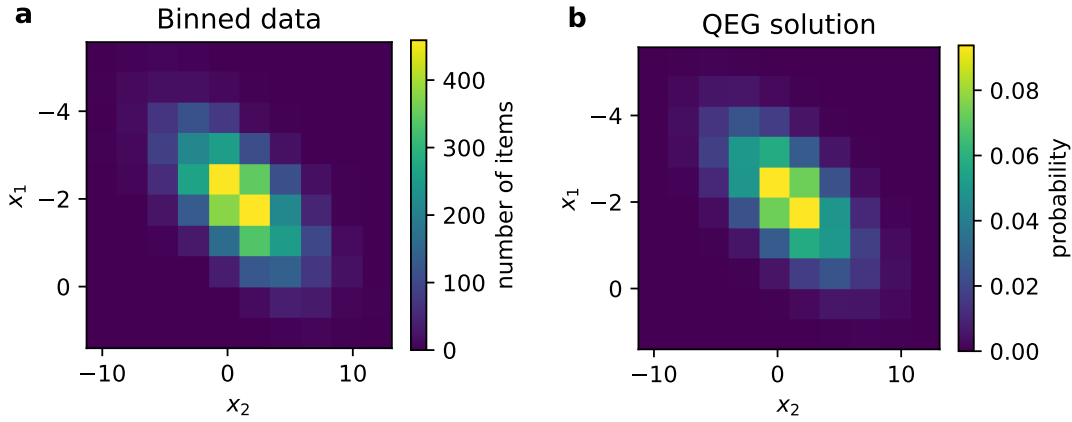 a
Binned data
−4
−2
0
x1
−10
0
10
x2
400
300
200
100
0
number of items
b
QEG solution
−4
−2
0
x1
−10
0
10
x2
0.08
0.06
0.04
0.02
0.00
probability